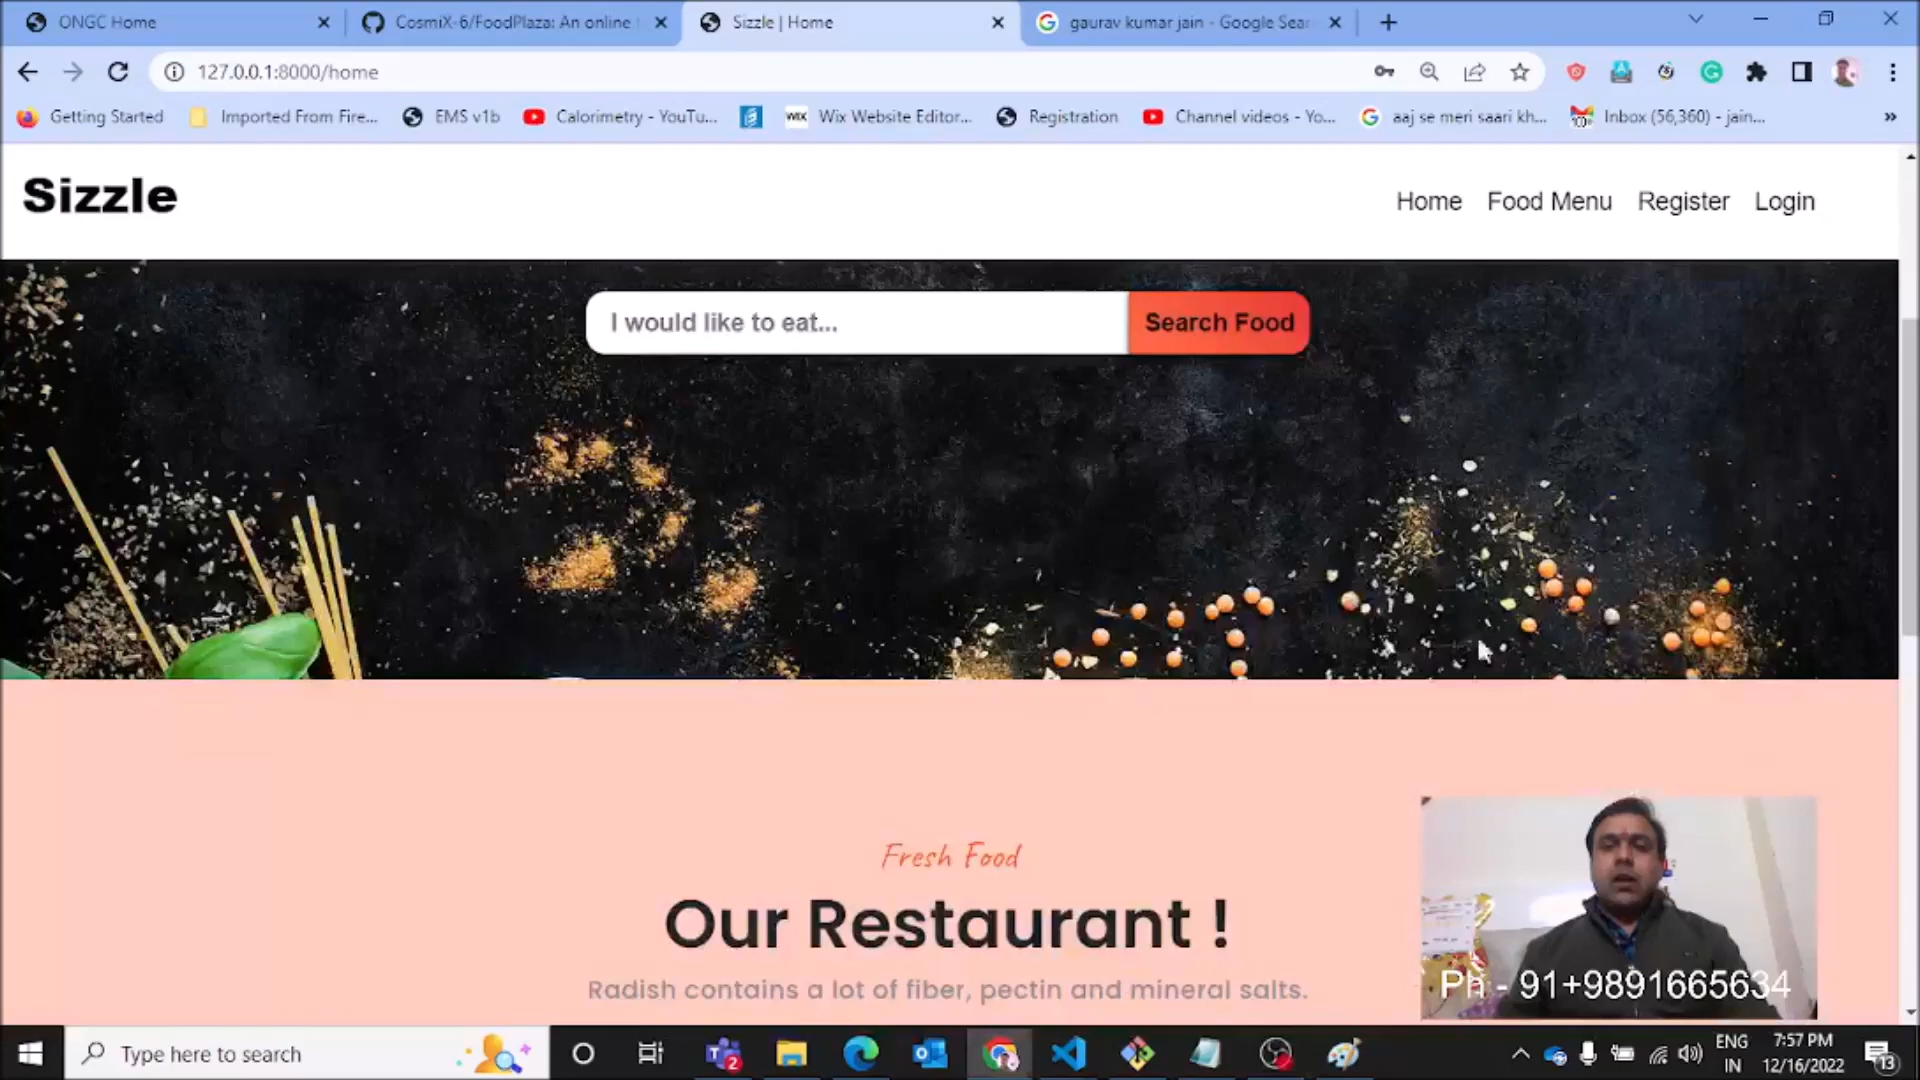 ONGC Home
CosmiX-6/FoodPlaza: An online
Sizzle | Home
gaurav kumar jain - Google Sear
127.0.0.1:8000/home
Getting Started
Imported From Fire...
EMS v1b
Calorimetry - YouTu...
WIX
Wix Website Editor...
Registration
Channel videos - Yo...
aaj se meri saari kh...
Inbox (56,360) - jain...
»
Sizzle
Home
Food Menu
Register
Login
I would like to eat...
Search Food
Fresh Food
Our Restaurant !
Radish contains a lot of fiber, pectin and mineral salts.
Ph - 91+9891665634
Type here to search
2
ENG
IN
7:57 PM
12/16/2022
13